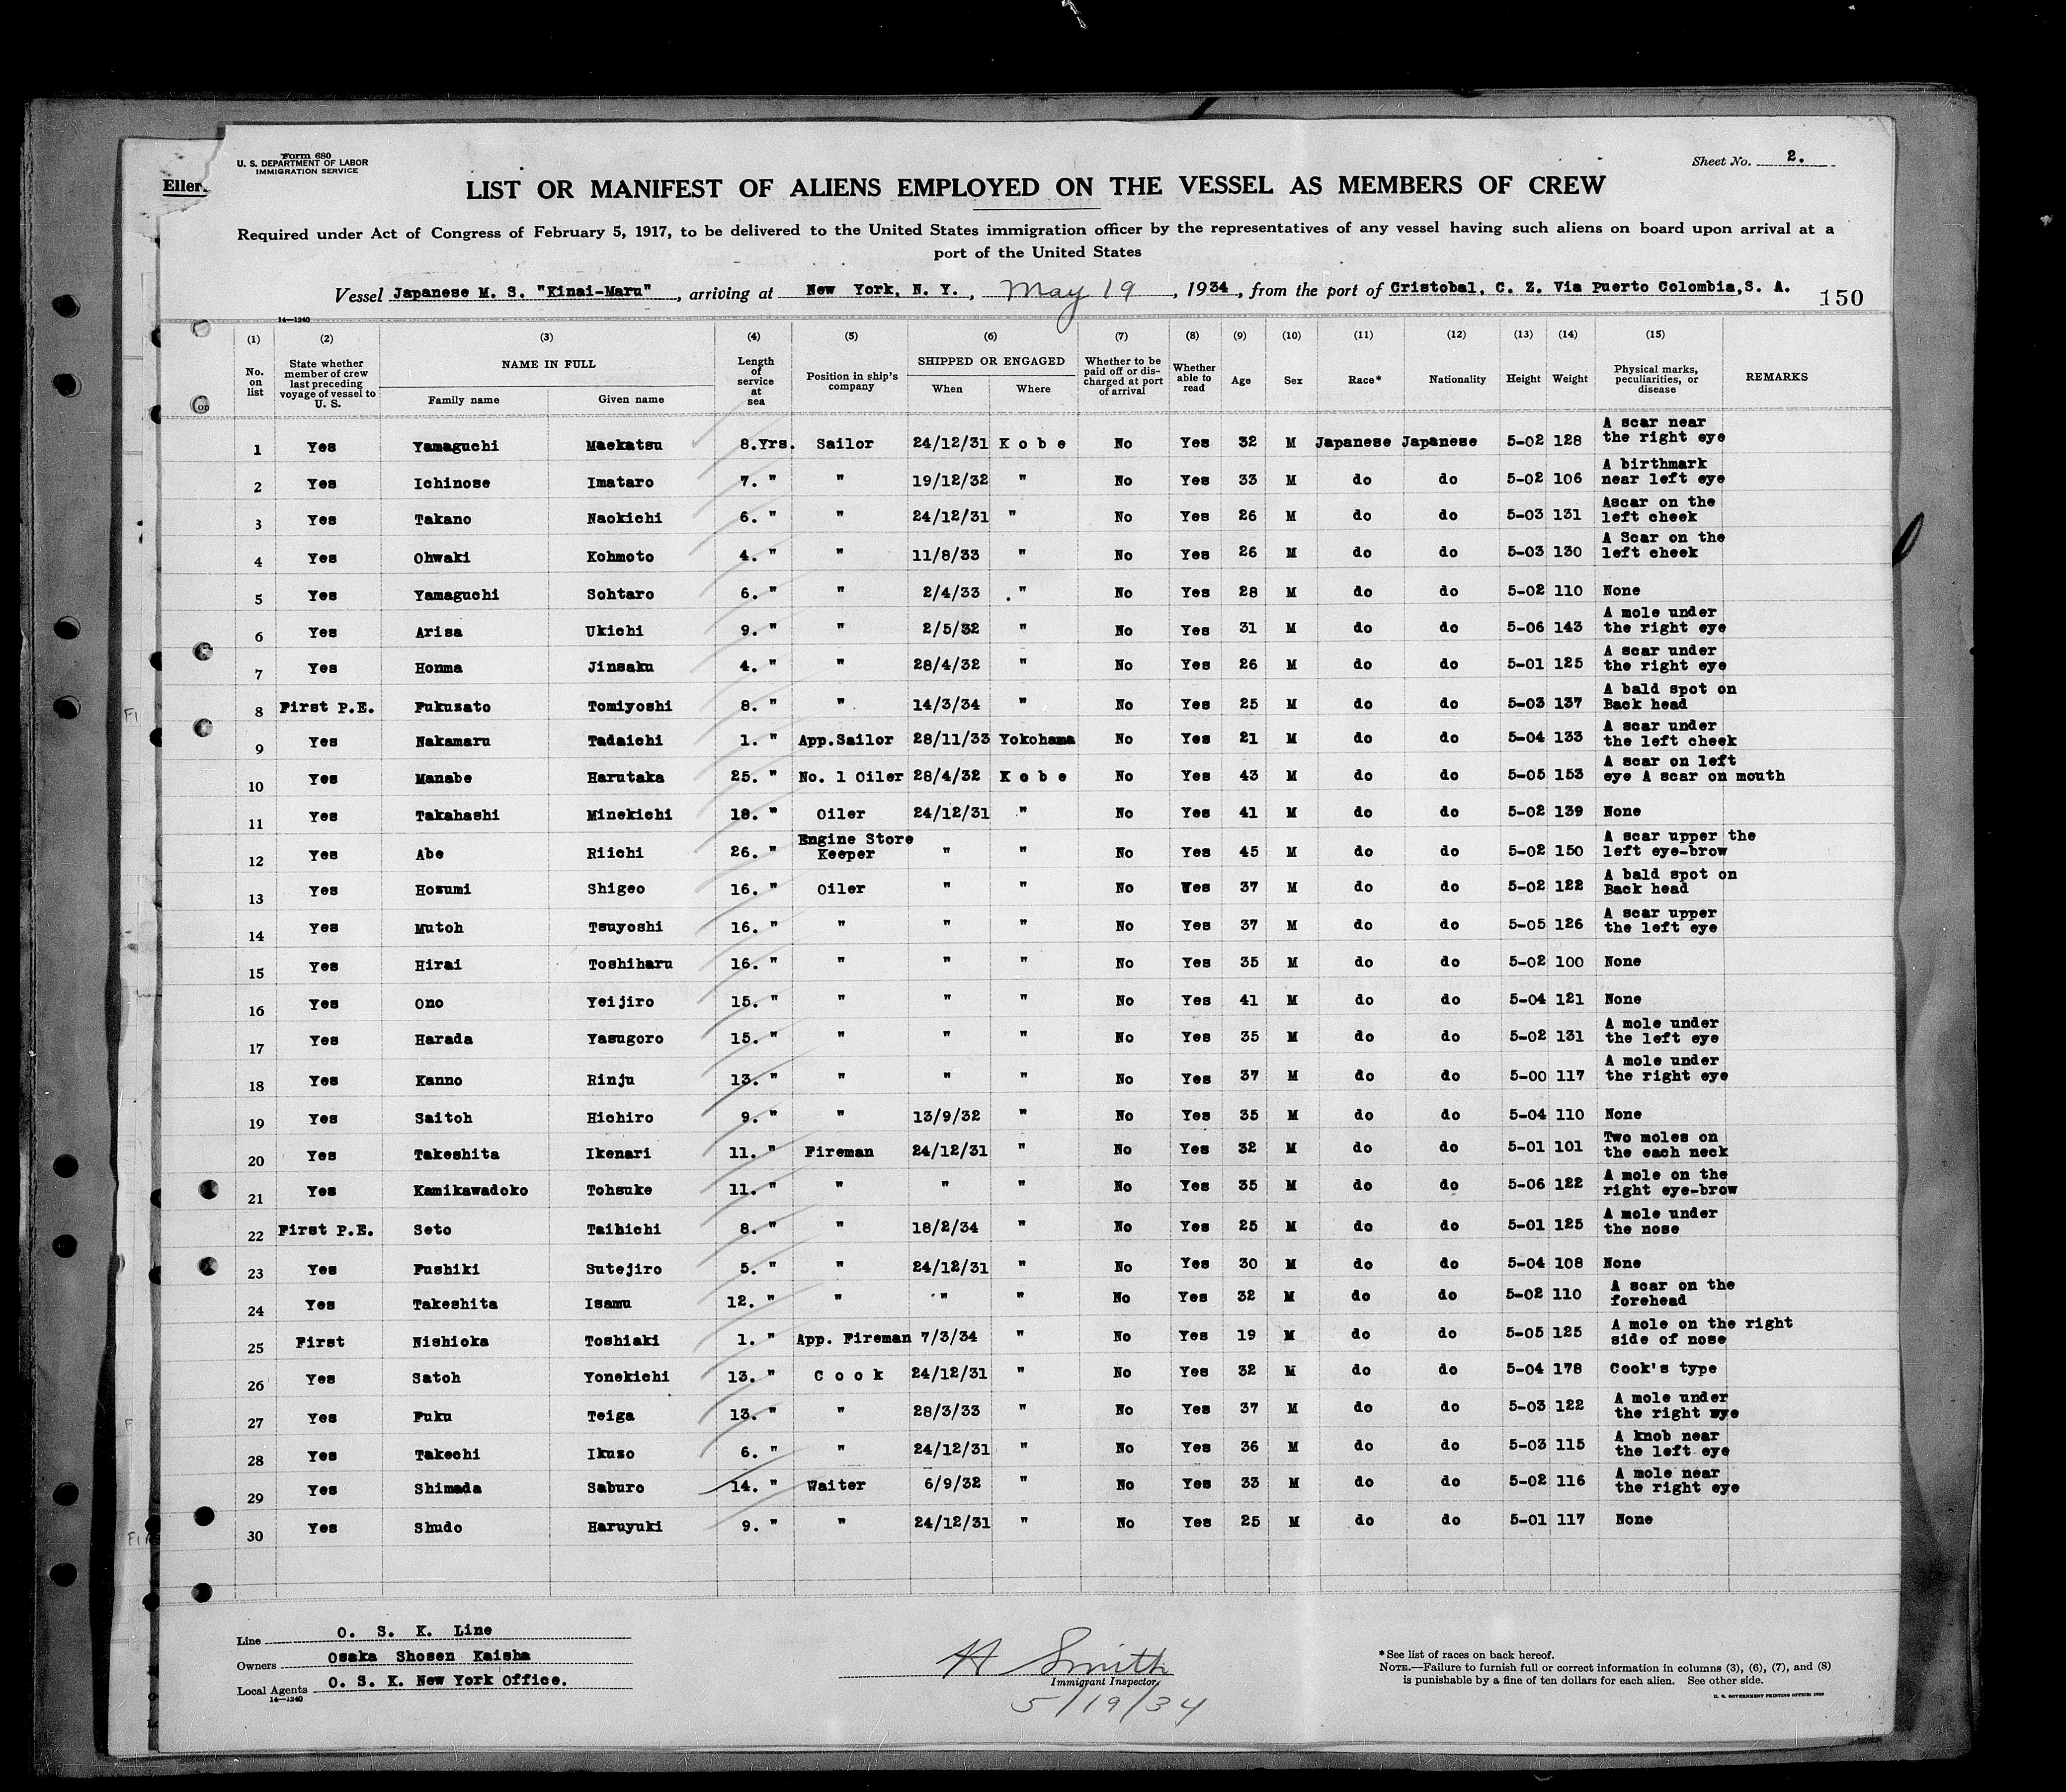 Form 680
U. S. DEPARTMENT OF LABOR
IMMIGRATION SERVICE
Sheet No. 2.
Eller.
LIST OR MANIFEST OF ALIENS EMPLOYED ON THE VESSEL AS MEMBERS OF CREW
Required under Act of Congress of February 5, 1917, to be delivered to the United States immigration officer by the representatives of any vessel having such aliens on board upon arrival at a
port of the United States
Vessel Japanese M. S. "Kinai-Maru", arriving at New York, N. Y., May 19, 1934, from the port of Cristobal, C. Z. Via Puerto Colombia, S. A.
150
14—1240
(1) (2) (3) (4) (5) (6) (7) (8) (9) (10) (11) (12) (13) (14) (15)
No. on list | State whether member of crew last preceding voyage of vessel to U. S. | NAME IN FULL Family name Given name | Length of service at sea | Position in ship's company | SHIPPED OR ENGAGED When Where | Whether to be paid off or discharged at port of arrival | Whether able to read | Age | Sex | Race* | Nationality | Height | Weight | Physical marks, peculiarities, or disease | REMARKS
1 Yes Yamaguchi Maekatsu 8.Yrs. Sailor 24/12/31 K o b e No Yes 32 M Japanese Japanese 5-02 128 A scar near the right eye
2 Yes Ichinose Imataro 7. " " 19/12/32 " No Yes 33 M do do 5-02 106 A birthmark near left eye
3 Yes Takano Naokichi 6. " " 24/12/31 " No Yes 26 M do do 5-03 131 Ascar on the left cheek
4 Yes Ohwaki Kohmoto 4. " " 11/8/33 " No Yes 26 M do do 5-03 130 A Scar on the left cheek
5 Yes Yamaguchi Sohtaro 6. " " 2/4/33 " No Yes 28 M do do 5-02 110 None
6 Yes Arisa Ukichi 9. " " 2/5/32 " No Yes 31 M do do 5-06 143 A mole under the right eye
7 Yes Honma Jinsaku 4. " " 28/4/32 " No Yes 26 M do do 5-01 125 A scar under the right eye
8 First P.E. Fukuzato Tomiyoshi 8. " " 14/3/34 " No Yes 25 M do do 5-03 137 A bald spot on Back head
9 Yes Nakamaru Tadaichi 1. " App.Sailor 28/11/33 Yokohama No Yes 21 M do do 5-04 133 A scar under the left cheek
10 Yes Manabe Harutaka 25. " No. 1 Oiler 28/4/32 K o b e No Yes 43 M do do 5-05 153 A scar on left eye A scar on mouth
11 Yes Takahashi Minekichi 18. " Oiler 24/12/31 " No Yes 41 M do do 5-02 139 None
12 Yes Abe Riichi 26. " Engine Store Keeper " " No Yes 45 M do do 5-02 150 A scar upper the left eye-brow
13 Yes Hozumi Shigeo 16. " Oiler " " No Yes 37 M do do 5-02 122 A bald spot on Back head
14 Yes Mutoh Tsuyoshi 16. " " " " No Yes 37 M do do 5-05 126 A scar upper the left eye
15 Yes Hirai Toshiharu 16. " " " " No Yes 35 M do do 5-02 100 None
16 Yes Ono Yeijiro 15. " " " " No Yes 41 M do do 5-04 121 None
17 Yes Harada Yasugoro 15. " " " " No Yes 35 M do do 5-02 131 A mole under the left eye
18 Yes Kanno Rinju 13. " " " " No Yes 37 M do do 5-00 117 A mole under the right eye
19 Yes Saitoh Hichiro 9. " " 13/9/32 " No Yes 35 M do do 5-04 110 None
20 Yes Takeshita Ikenari 11. " Fireman 24/12/31 " No Yes 32 M do do 5-01 101 Two moles on the each neck
21 Yes Kamikawadoko Tohsuke 11. " " " " No Yes 35 M do do 5-06 122 A mole on the right eye-brow
22 First P.E. Seto Taihichi 8. " " 18/2/34 " No Yes 25 M do do 5-01 125 A mole under the nose
23 Yes Fushiki Sutejiro 5. " " 24/12/31 " No Yes 30 M do do 5-04 108 None
24 Yes Takeshita Isamu 12. " " " " No Yes 32 M do do 5-02 110 A scar on the forehead
25 First Nishioka Toshiaki 1. " App. Fireman 7/3/34 " No Yes 19 M do do 5-05 125 A mole on the right side of nose
26 Yes Satoh Yonekichi 13. " C o o k 24/12/31 " No Yes 32 M do do 5-04 178 Cook's type
27 Yes Fuku Teiga 13. " " 28/3/33 " No Yes 37 M do do 5-03 122 A mole under the right eye
28 Yes Takechi Ikuzo 6. " " 24/12/31 " No Yes 36 M do do 5-03 115 A knob near the left eye
29 Yes Shimada Saburo 14. " Waiter 6/9/32 " No Yes 33 M do do 5-02 116 A mole near the right eye
30 Yes Shudo Haruyuki 9. " " 24/12/31 " No Yes 25 M do do 5-01 117 None
Line O. S. K. Line
Owners Osaka Shosen Kaisha
Local Agents O. S. K. New York Office.
14—1240
H Smith
Immigrant Inspector.
5/19/34
*See list of races on back hereof.
NOTE.—Failure to furnish full or correct information in columns (3), (6), (7), and (8)
is punishable by a fine of ten dollars for each alien. See other side.
U. S. GOVERNMENT PRINTING OFFICE: 1929